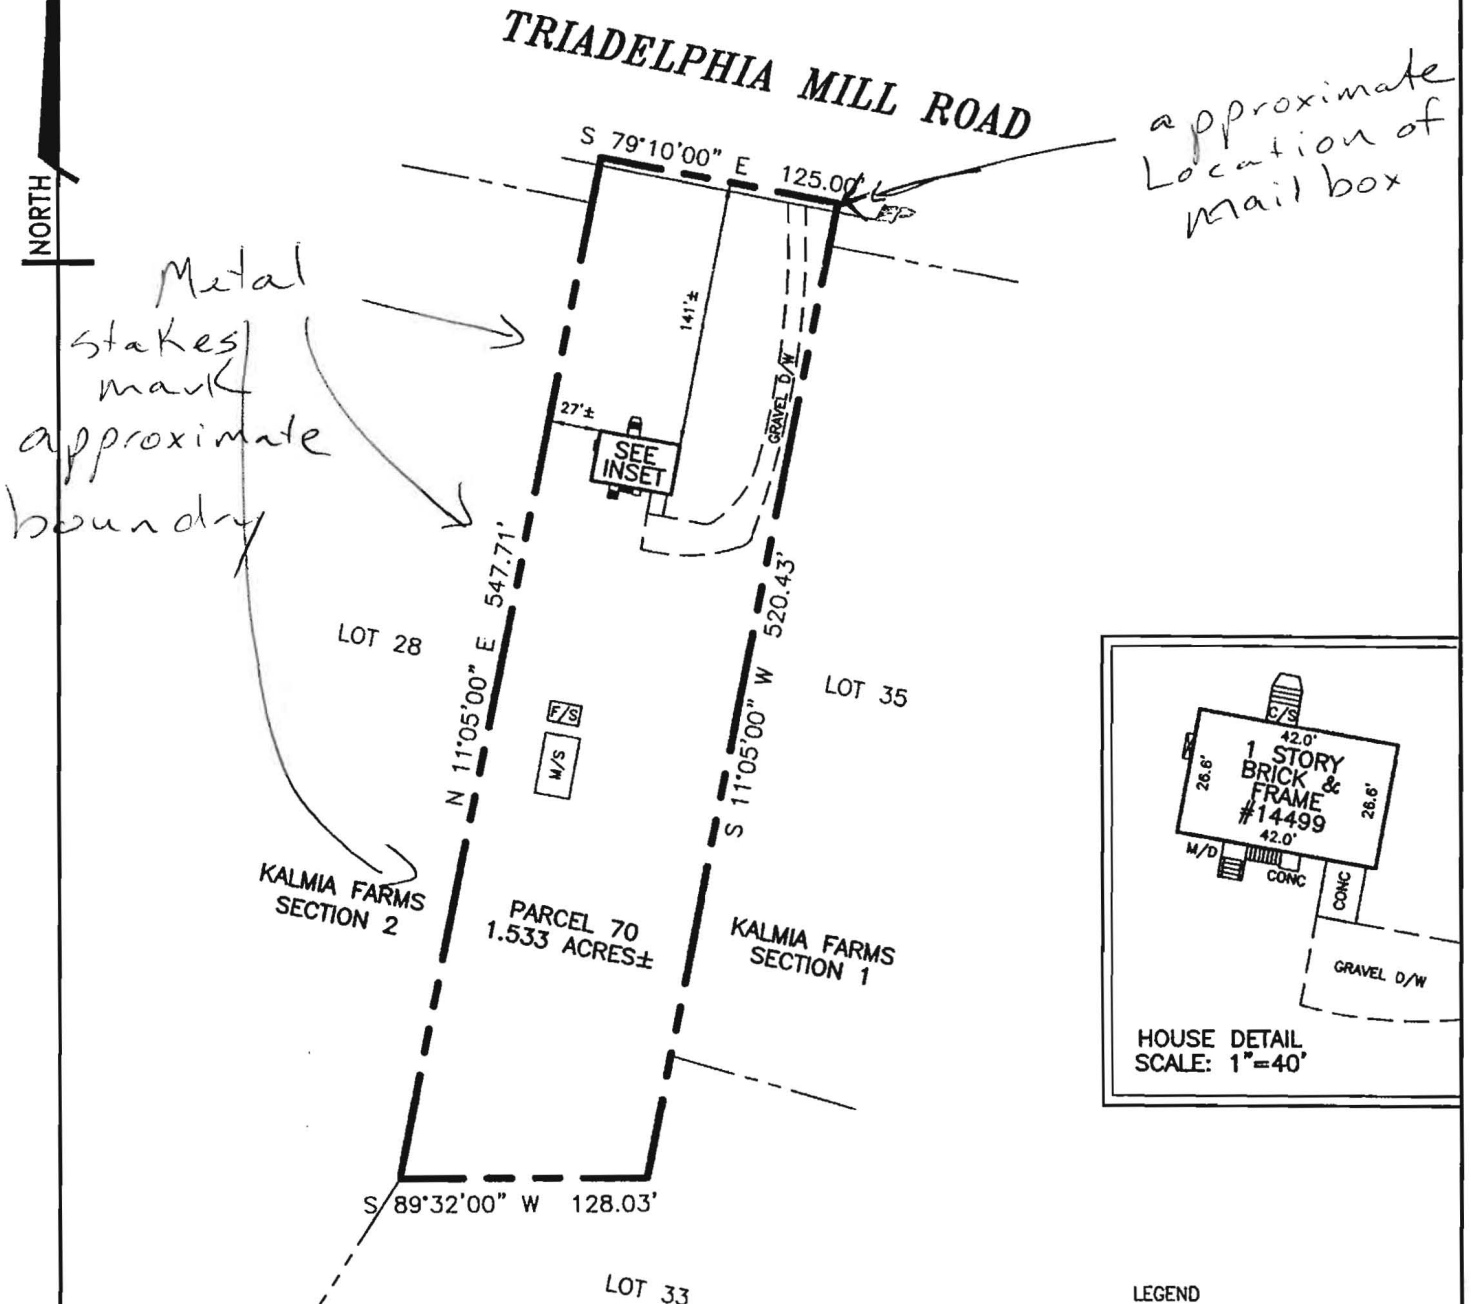 TRIADELPHIA MILL ROAD
approximate
Location of
mail box
S 79°10'00" E 125.00'
EP
NORTH
Metal
stakes
mark
approximate
boundry
141'±
GRAVEL D/W
27'±
SEE
INSET
N 11°05'00" E 547.71'
S 11°05'00" W 520.43'
LOT 28
LOT 35
F/S
M/S
KALMIA FARMS
SECTION 2
PARCEL 70
1.533 ACRES±
KALMIA FARMS
SECTION 1
S 89°32'00" W 128.03'
LOT 33
C/S
42.0'
1 STORY
BRICK &
FRAME
#14499
42.0'
26.6'
26.6'
M/D
CONC
CONC
GRAVEL D/W
HOUSE DETAIL
SCALE: 1"=40'
LEGEND